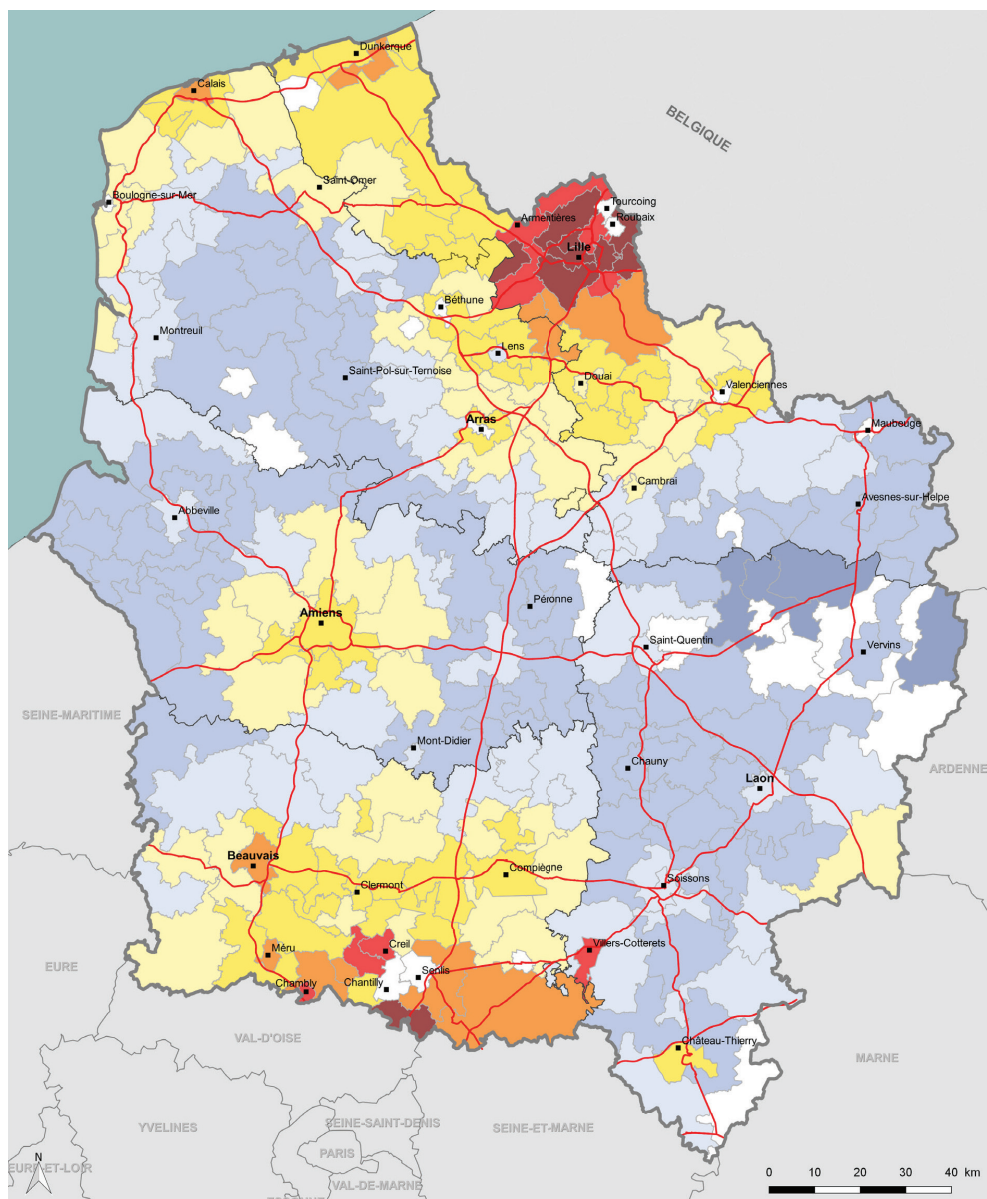 Dunkerque
Calais
BELGIQUE
Saint-Omer
Boulogne-sur-Mer
Tourcoing
Armentières
Roubaix
Lille
Béthune
Montreuil
Lens
Saint-Pol-sur-Ternoise
Douai
Valenciennes
Arras
Maubouge
Cambrai
Avesnes-sur-Helpe
Abbeville
Péronne
Amiens
Saint-Quentin
Vervins
SEINE-MARITIME
Mont-Didier
Chauny
ARDENNE
Laon
Beauvais
Compiègne
Soissons
Clermont
Méru
Creil
Villers-Cotterets
EURE
Senlis
Chambly
Chantilly
VAL-D'OISE
Château-Thierry
MARNE
YVELINES
SEINE-SAINT-DENIS
SEINE-ET-MARNE
PARIS
EURE-ET-LOIR
N
VAL-DE-MARNE
0 10 20 30 40 km